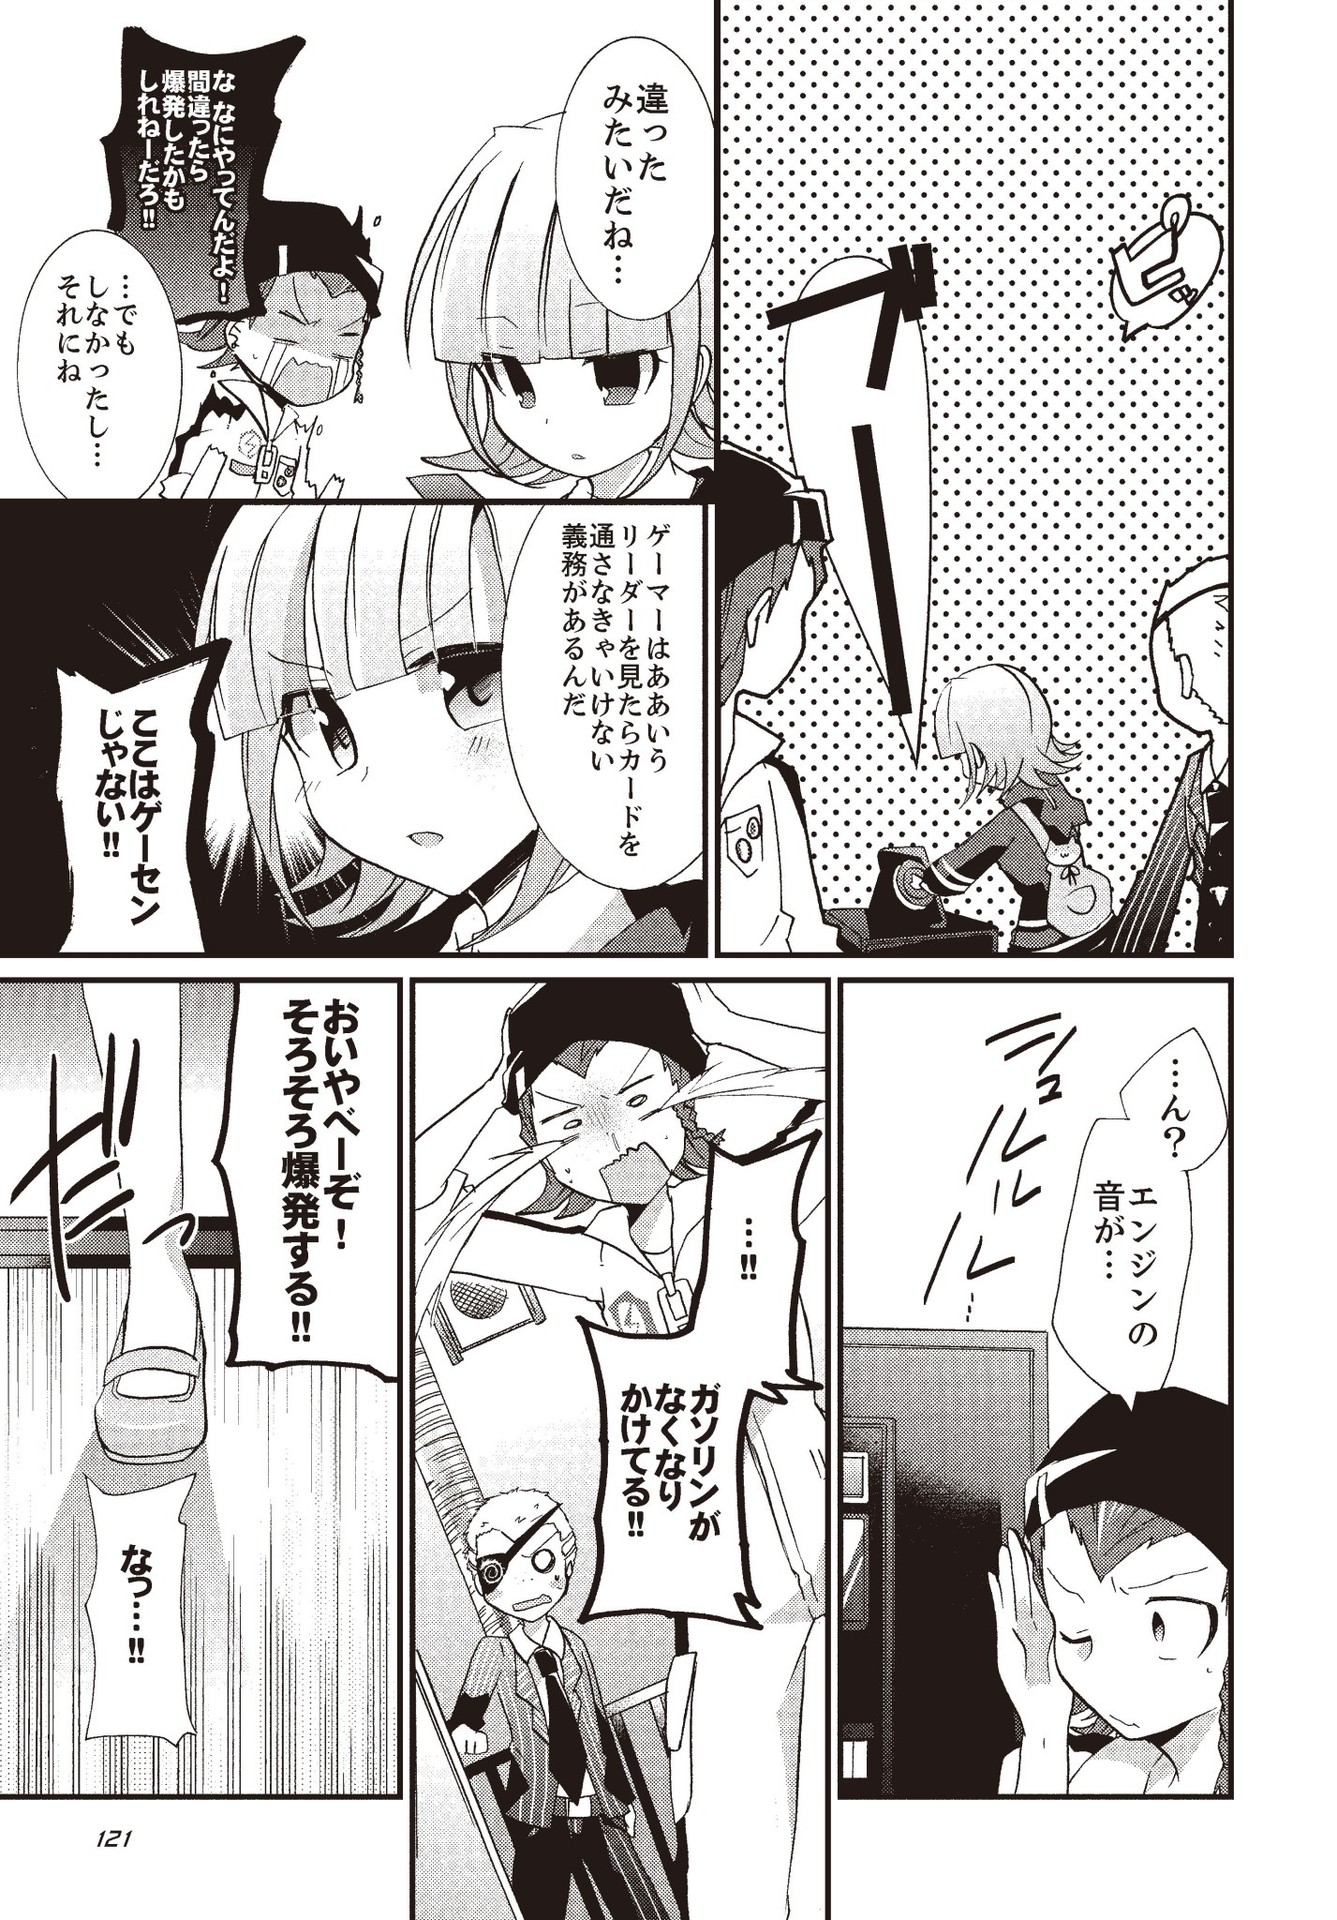 ピッ
えーーー
違った
みたいだね…
な なにやってんだよ!
間違ったら
爆発したかも
しれねーだろ!!
…でも
しなかったし…
それにね
ゲーマーはああいう
リーダーを見たらカードを
通さなきゃいけない
義務があるんだ
ここはゲーセン
じゃない!!
…ん?
エンジンの
音が…
ブスルルル…
…!!
ガソリンが
なくなり
かけてる!!
おいやべーぞ!
そろそろ爆発する!!
なっ…!!
121